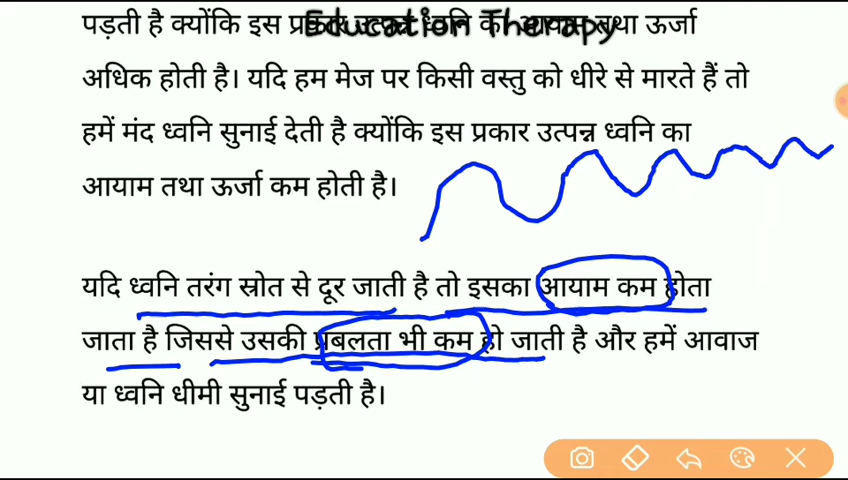 पड़ती है क्योंकि इस प्रकार उत्पन्न ध्वनि का आयाम तथा ऊर्जा
Education Therapy
अधिक होती है। यदि हम मेज पर किसी वस्तु को धीरे से मारते हैं तो
हमें मंद ध्वनि सुनाई देती है क्योंकि इस प्रकार उत्पन्न ध्वनि का
आयाम तथा ऊर्जा कम होती है।
यदि ध्वनि तरंग स्रोत से दूर जाती है तो इसका आयाम कम होता
जाता है जिससे उसकी प्रबलता भी कम हो जाती है और हमें आवाज
या ध्वनि धीमी सुनाई पड़ती है।